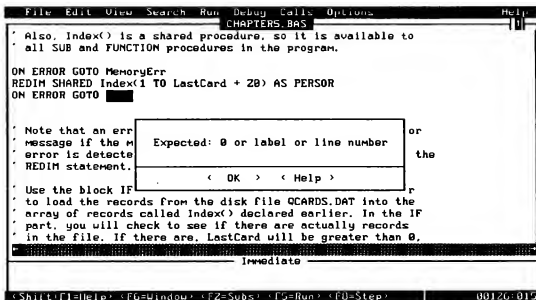 File Edit View Search Run Debug Calls Options Help
CHAPTER5.BAS
' Also, Index() is a shared procedure, so it is available to
' all SUB and FUNCTION procedures in the program.
ON ERROR GOTO MemoryErr
REDIM SHARED Index(1 TO LastCard + 20) AS PERSOR
ON ERROR GOTO
' Note that an err or
' message if the m
' error is detecte the
' REDIM statement.
Expected: 0 or label or line number
< OK > < Help >
' Use the block IF r
' to load the records from the disk file QCARDS.DAT into the
' array of records called Index() declared earlier. In the IF
' part, you will check to see if there are actually records
' in the file. If there are, LastCard will be greater than 0,
Immediate
<Shift+F1=Help> <F6=Window> <F2=Subs> <F5=Run> <F8=Step> 00126:015